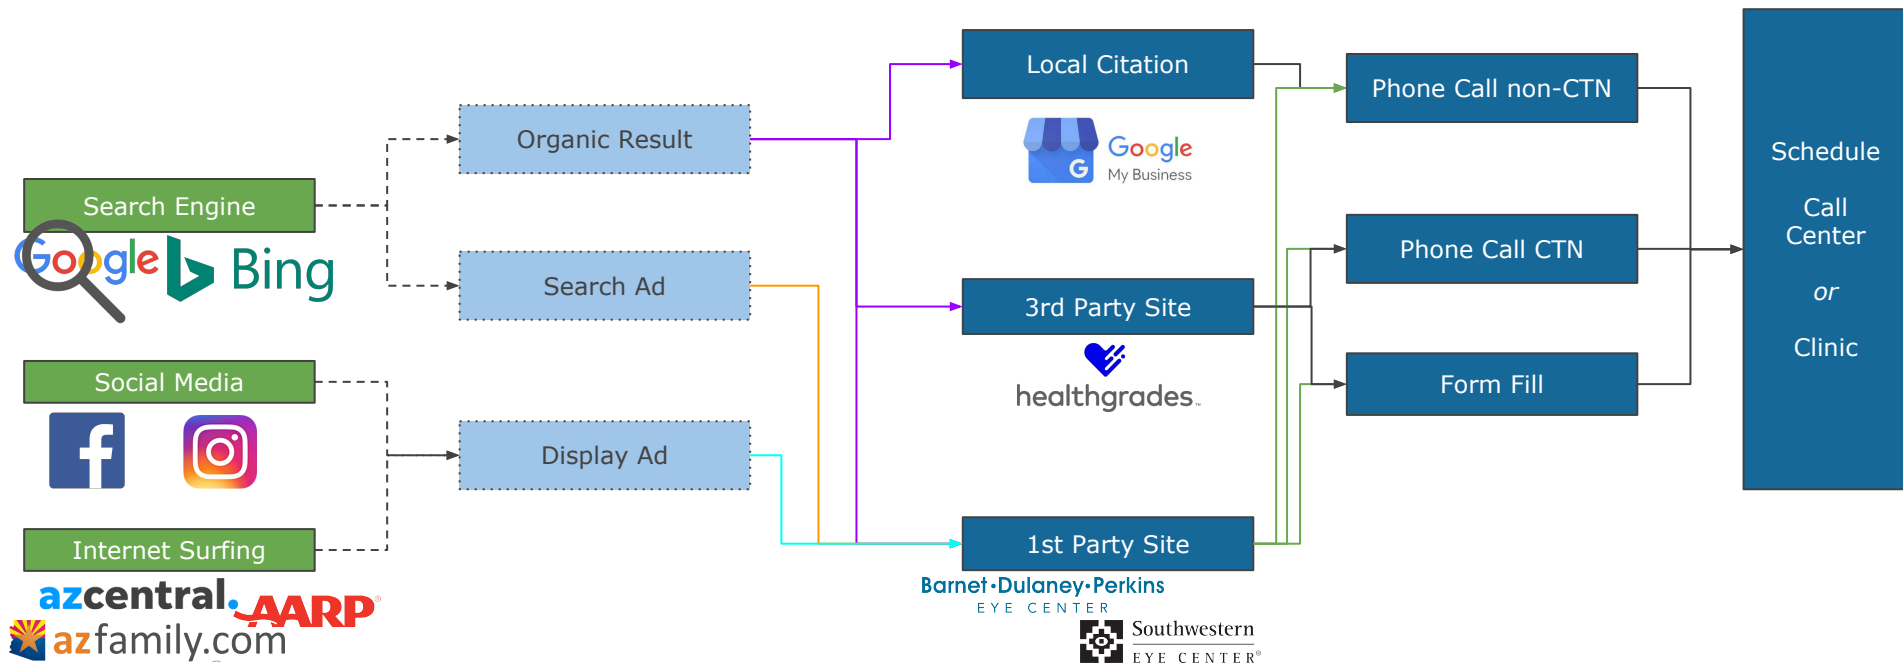 Search Engine
Google
Bing
Social Media
Internet Surfing
azcentral.
AARP®
azfamily.com
Organic Result
Search Ad
Display Ad
Local Citation
G
Google
My Business
3rd Party Site
healthgrades™
1st Party Site
Barnet·Dulaney·Perkins
EYE CENTER
Southwestern
EYE CENTER®
Phone Call non-CTN
Phone Call CTN
Form Fill
Schedule
Call
Center
or
Clinic